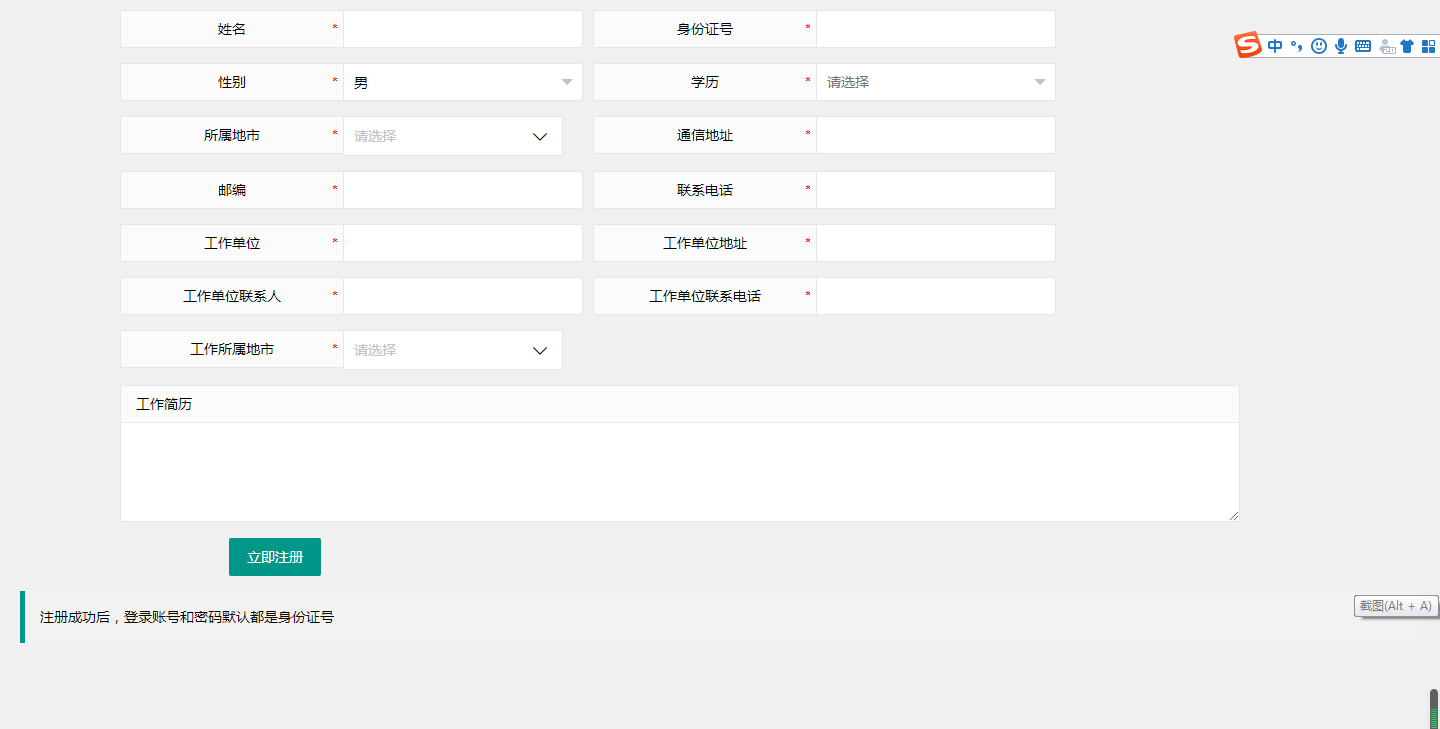 姓名 * 身份证号 *
中
性别 * 男 学历 * 请选择
所属地市 * 请选择 通信地址 *
邮编 * 联系电话 *
工作单位 * 工作单位地址 *
工作单位联系人 * 工作单位联系电话 *
工作所属地市 * 请选择
工作简历
立即注册
截图(Alt + A)
注册成功后，登录账号和密码默认都是身份证号